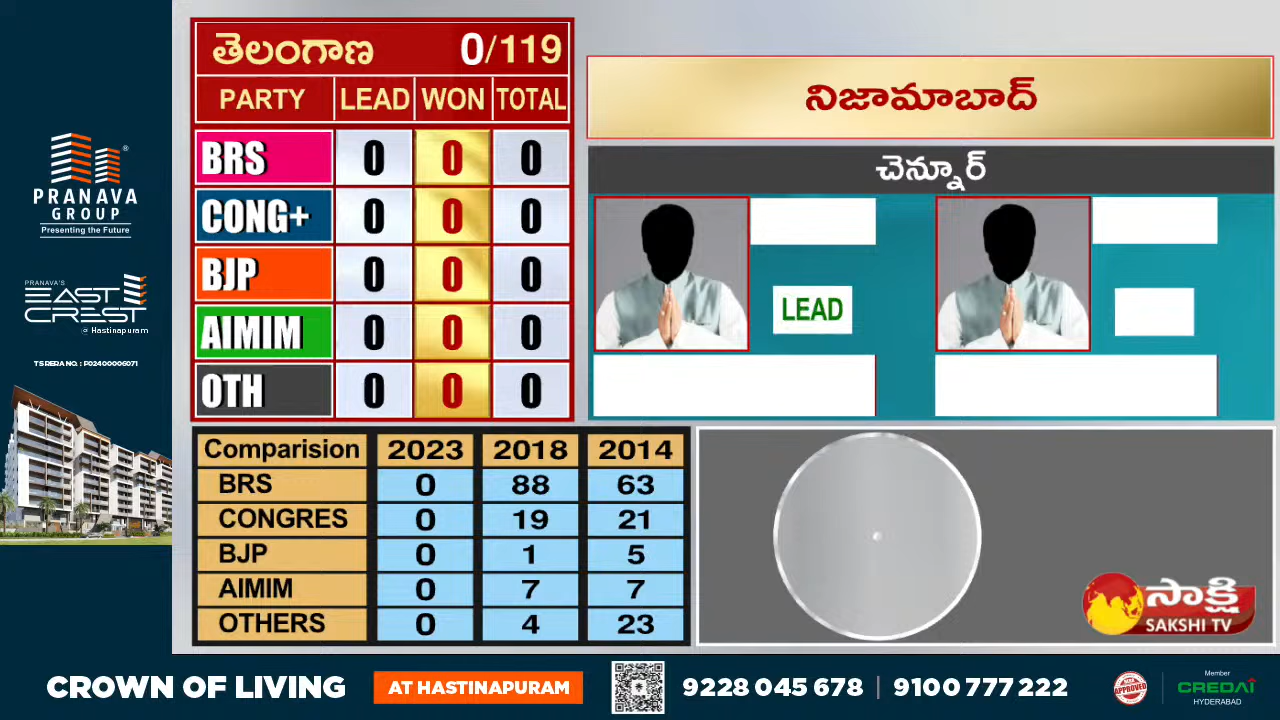 PRANAVA
GROUP
Presenting the Future
PRANAVA'S
EAST
CREST
@ Hastinapuram
TS RERA NO. : P02400006071
తెలంగాణ 0/119
PARTY LEAD WON TOTAL
BRS 0 0 0
CONG+ 0 0 0
BJP 0 0 0
AIMIM 0 0 0
OTH 0 0 0
నిజామాబాద్
చెన్నూర్
LEAD
Comparision 2023 2018 2014
BRS 0 88 63
CONGRES 0 19 21
BJP 0 1 5
AIMIM 0 7 7
OTHERS 0 4 23
సాక్షి
SAKSHI TV
CROWN OF LIVING AT HASTINAPURAM 9228 045 678 | 9100 777 222
APPROVED
Member
CREDAI
HYDERABAD